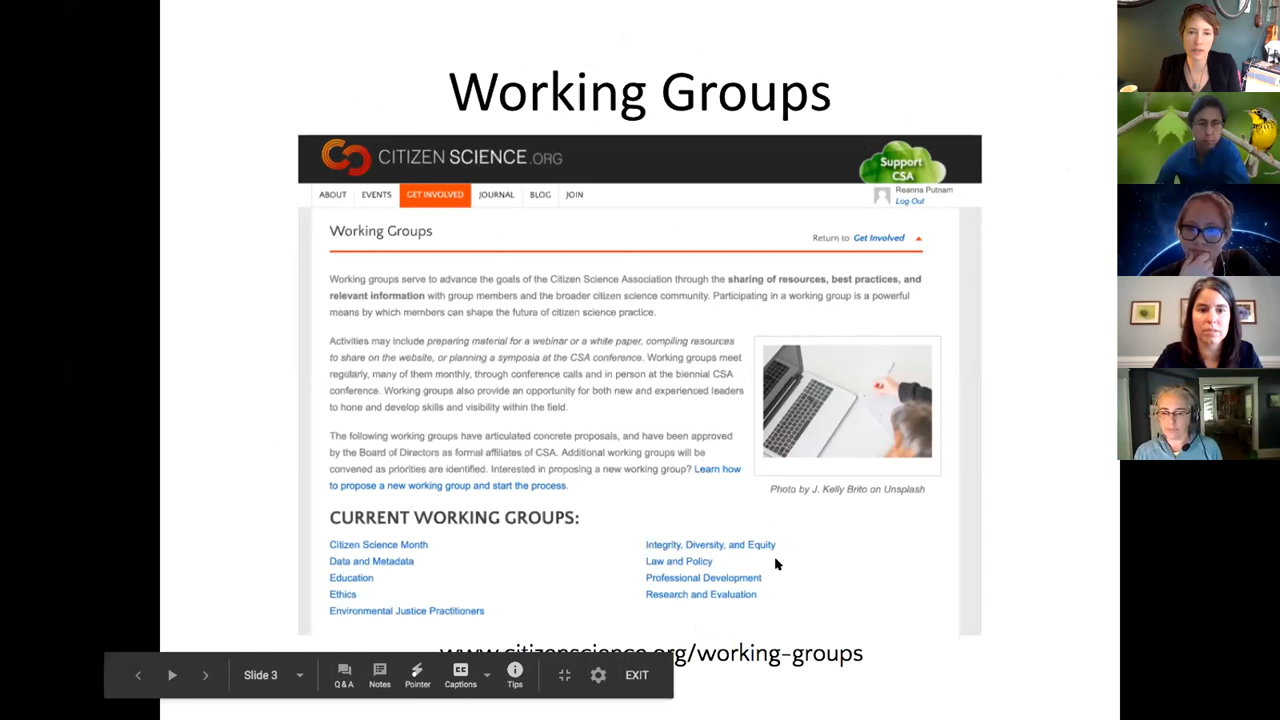 Working Groups
CITIZEN SCIENCE.ORG
Support
CSA
ABOUT EVENTS GET INVOLVED JOURNAL BLOG JOIN
Reanna Putnam
Log Out
Working Groups
Return to Get Involved
Working groups serve to advance the goals of the Citizen Science Association through the sharing of resources, best practices, and
relevant information with group members and the broader citizen science community. Participating in a working group is a powerful
means by which members can shape the future of citizen science practice.
Activities may include preparing material for a webinar or a white paper, compiling resources
to share on the website, or planning a symposia at the CSA conference. Working groups meet
regularly, many of them monthly, through conference calls and in person at the biennial CSA
conference. Working groups also provide an opportunity for both new and experienced leaders
to hone and develop skills and visibility within the field.
The following working groups have articulated concrete proposals, and have been approved
by the Board of Directors as formal affiliates of CSA. Additional working groups will be
convened as priorities are identified. Interested in proposing a new working group? Learn how
to propose a new working group and start the process.
Photo by J. Kelly Brito on Unsplash
CURRENT WORKING GROUPS:
Citizen Science Month
Data and Metadata
Education
Ethics
Environmental Justice Practitioners
Integrity, Diversity, and Equity
Law and Policy
Professional Development
Research and Evaluation
www.citizenscience.org/working-groups
Slide 3
Q & A Notes Pointer Captions Tips
EXIT